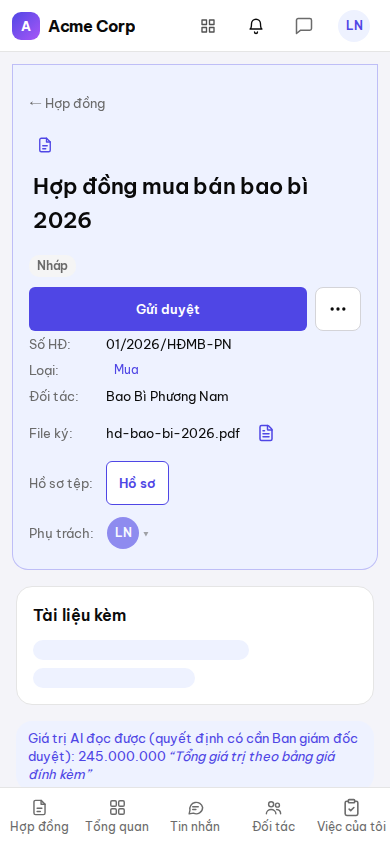 A Acme Corp LN
← Hợp đồng
Hợp đồng mua bán bao bì
2026
Nháp
Gửi duyệt
Số HĐ: 01/2026/HĐMB-PN
Loại: Mua
Đối tác: Bao Bì Phương Nam
File ký: hd-bao-bi-2026.pdf
Hồ sơ tệp: Hồ sơ
Phụ trách: LN ▾
Tài liệu kèm
Giá trị AI đọc được (quyết định có cần Ban giám đốc
duyệt): 245.000.000 “Tổng giá trị theo bảng giá
đính kèm”
Hợp đồng Tổng quan Tin nhắn Đối tác Việc của tôi